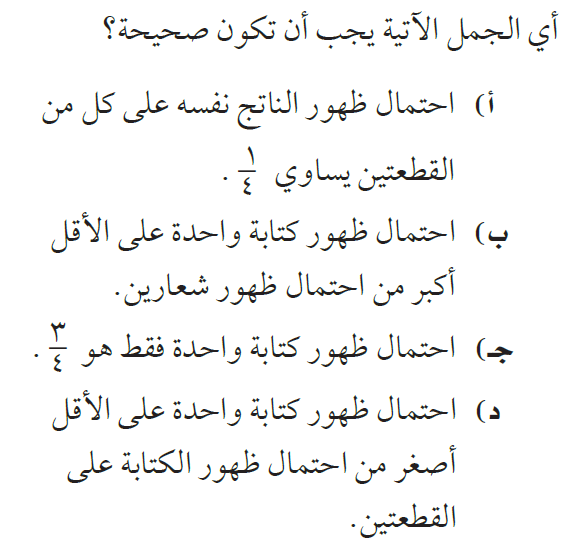 أي الجمل الآتية يجب أن تكون صحيحة؟
أ) احتمال ظهور الناتج نفسه على كل من
القطعتين يساوي ١/٤ .
ب) احتمال ظهور كتابة واحدة على الأقل
أكبر من احتمال ظهور شعارين.
جـ) احتمال ظهور كتابة واحدة فقط هو ٣/٤ .
د) احتمال ظهور كتابة واحدة على الأقل
أصغر من احتمال ظهور الكتابة على
القطعتين.